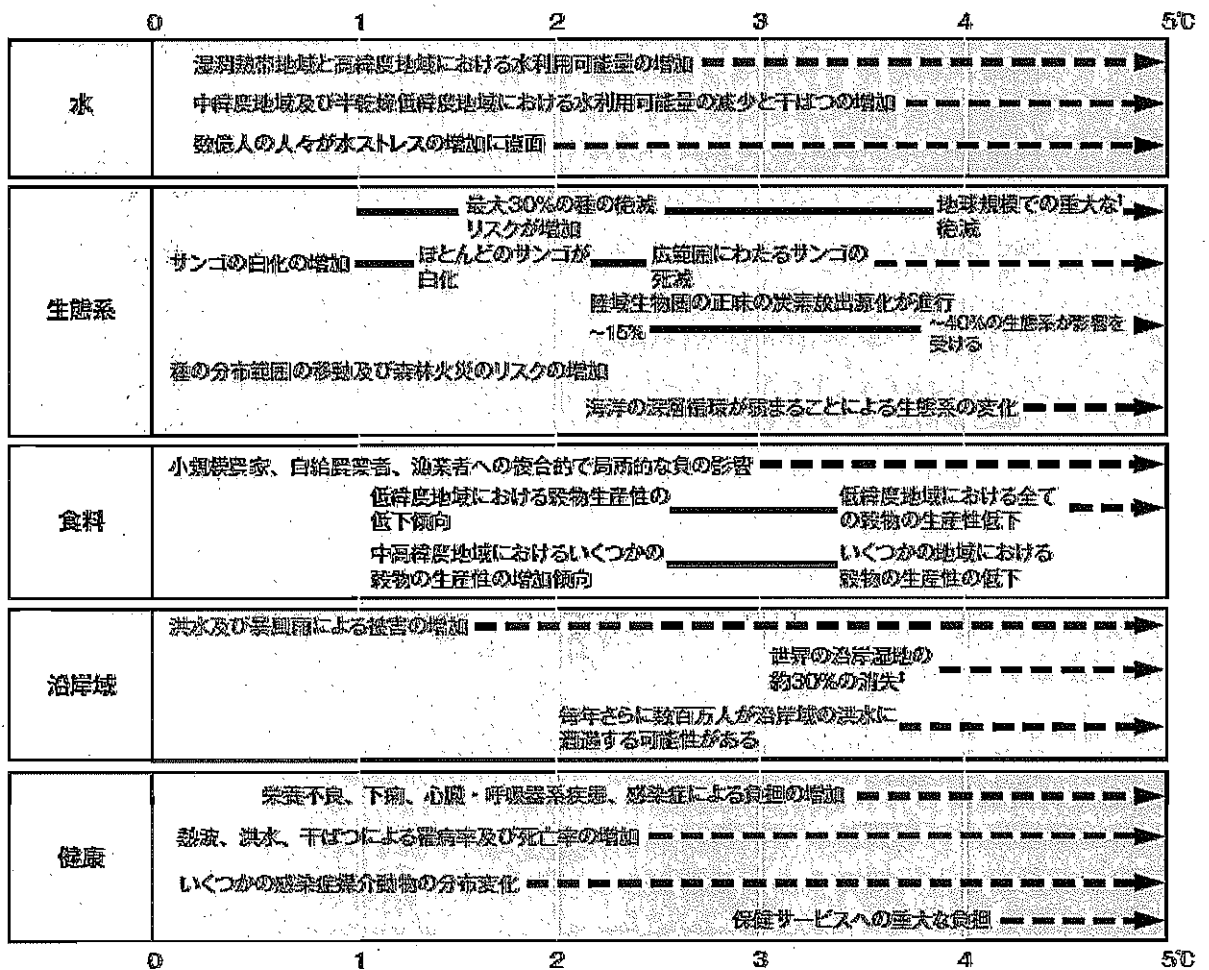 0 1 2 3 4 5℃
水
湿潤熱帯地域と高緯度地域における水利用可能量の増加
中緯度地域及び半乾燥低緯度地域における水利用可能量の減少と干ばつの増加
数億人の人々が水ストレスの増加に直面
生態系
最大30%の種の絶滅
リスクが増加
地球規模での重大な†
絶滅
サンゴの白化の増加
ほとんどのサンゴが
白化
広範囲にわたるサンゴの
死滅
陸域生物圏の正味の炭素放出源化が進行
~15%
~40%の生態系が影響を
受ける
種の分布範囲の移動及び森林火災のリスクの増加
海洋の深層循環が弱まることによる生態系の変化
食料
小規模農家、自給農業者、漁業者への複合的で局所的な負の影響
低緯度地域における穀物生産性の
低下傾向
低緯度地域における全て
の穀物の生産性低下
中高緯度地域におけるいくつかの
穀物の生産性の増加傾向
いくつかの地域における
穀物の生産性の低下
沿岸域
洪水及び暴風雨による被害の増加
世界の沿岸湿地の
約30%の消失‡
毎年さらに数百万人が沿岸域の洪水に
遭遇する可能性がある
健康
栄養不良、下痢、心臓・呼吸器系疾患、感染症による負担の増加
熱波、洪水、干ばつによる罹病率及び死亡率の増加
いくつかの感染症媒介動物の分布変化
保健サービスへの重大な負担
0 1 2 3 4 5℃